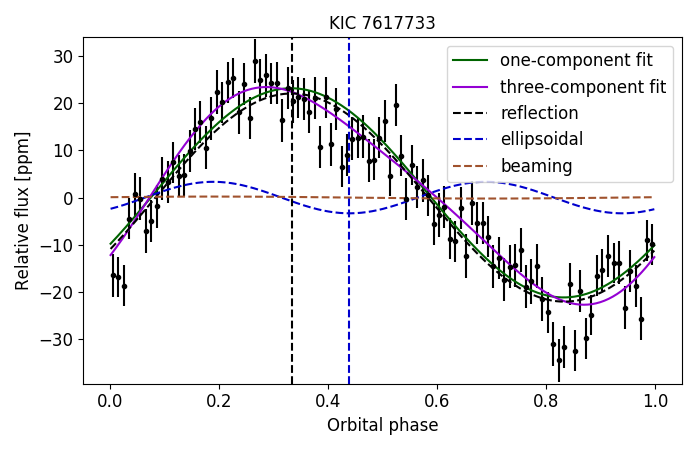 KIC 7617733
Relative flux [ppm]
30
20
10
0
−10
−20
−30
one-component fit
three-component fit
reflection
ellipsoidal
beaming
0.0 0.2 0.4 0.6 0.8 1.0
Orbital phase